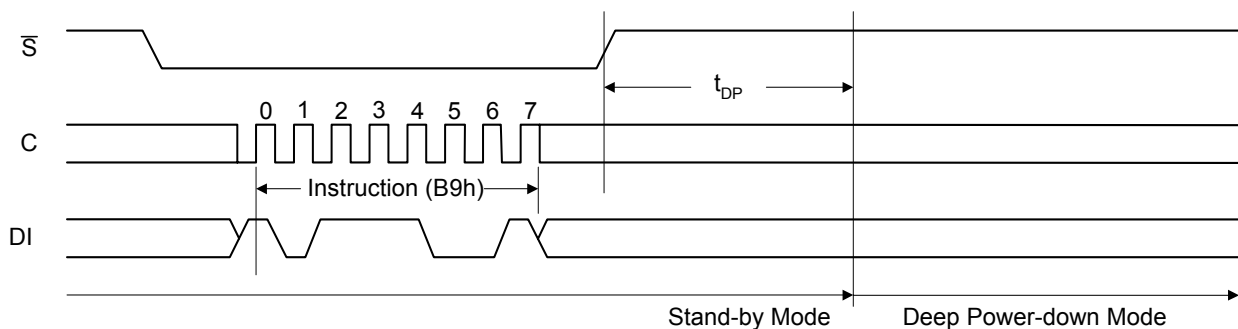 S̅
t_DP
0 1 2 3 4 5 6 7
C
Instruction (B9h)
DI
Stand-by Mode Deep Power-down Mode